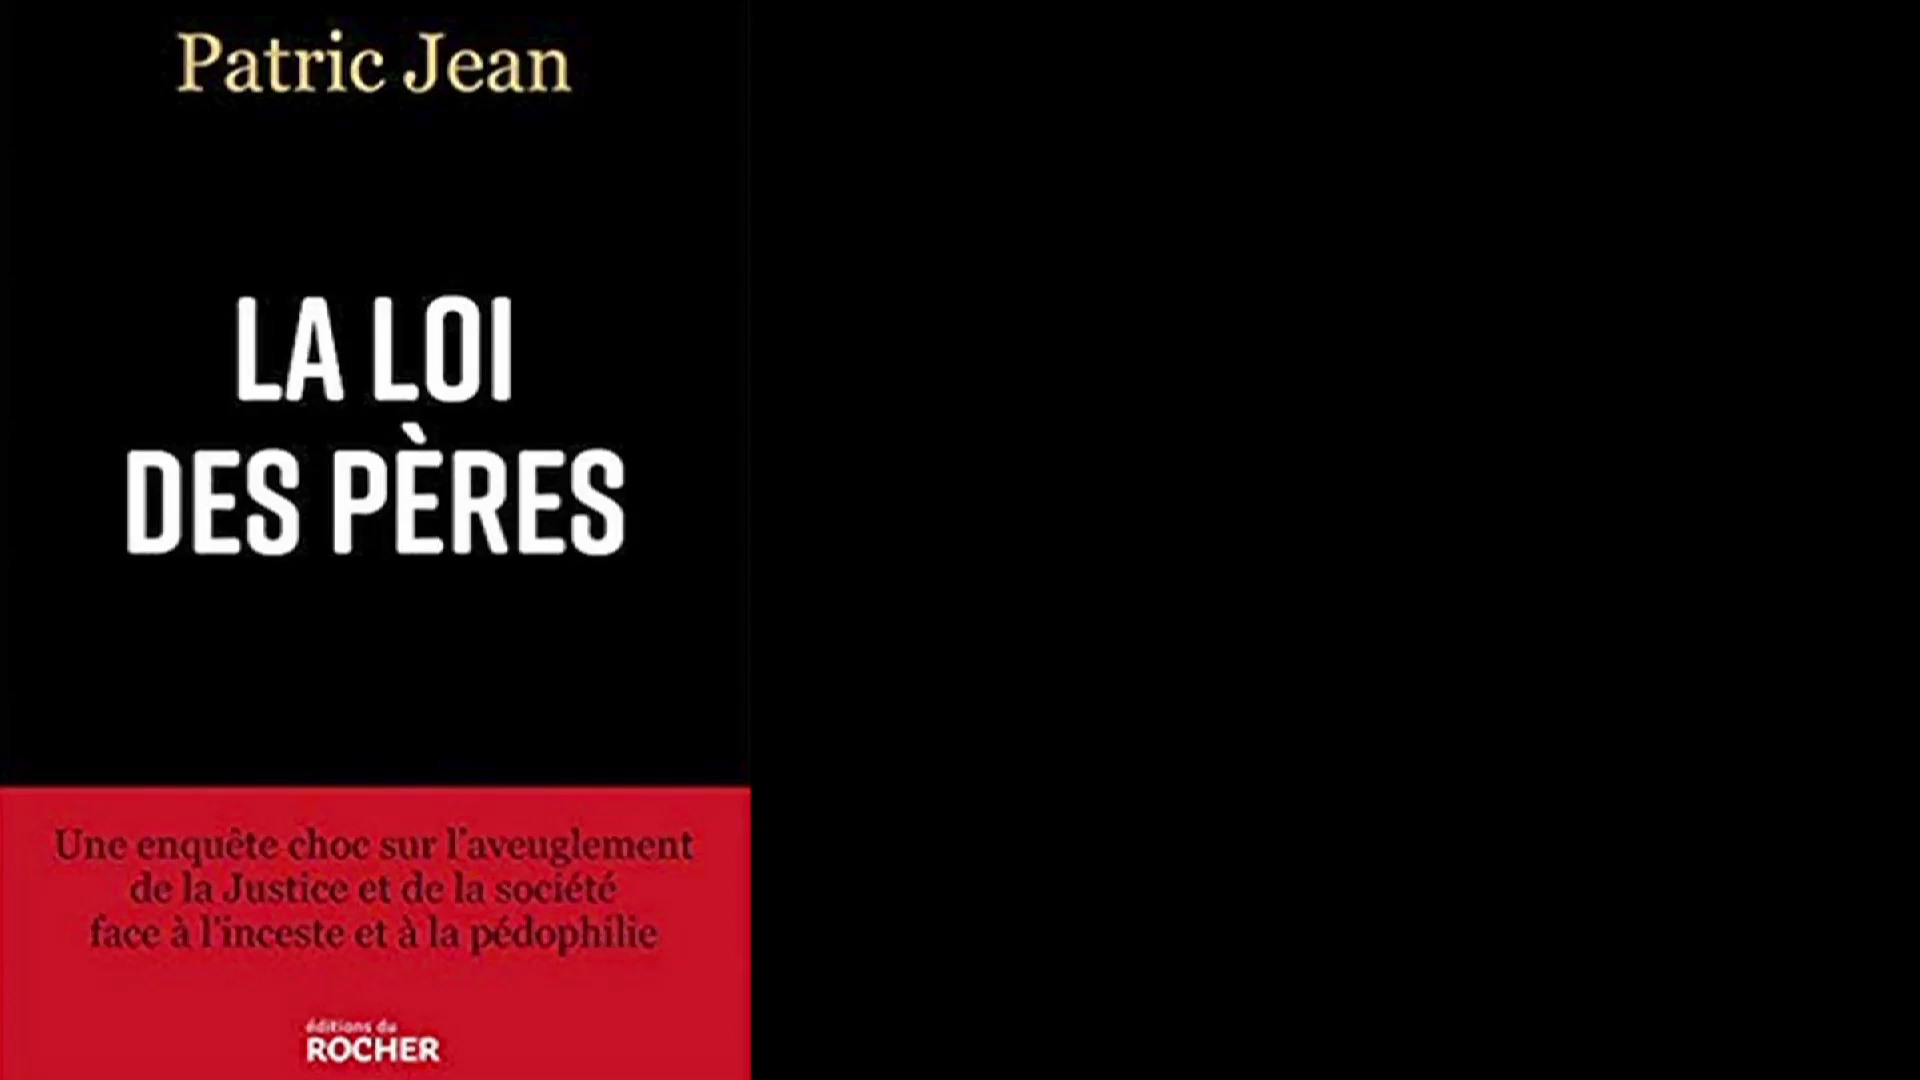 Patric Jean
LA LOI
DES PÈRES
Une enquête choc sur l'aveuglement
de la Justice et de la société
face à l'inceste et à la pédophilie
éditions du
ROCHER